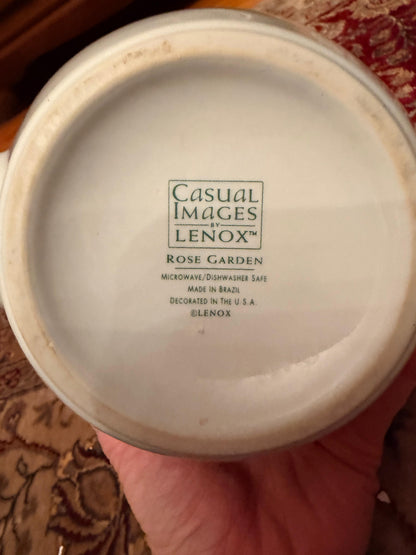 Casual
Images
BY
LENOX™
ROSE GARDEN
MICROWAVE/DISHWASHER SAFE
MADE IN BRAZIL
DECORATED IN THE U.S.A.
©LENOX